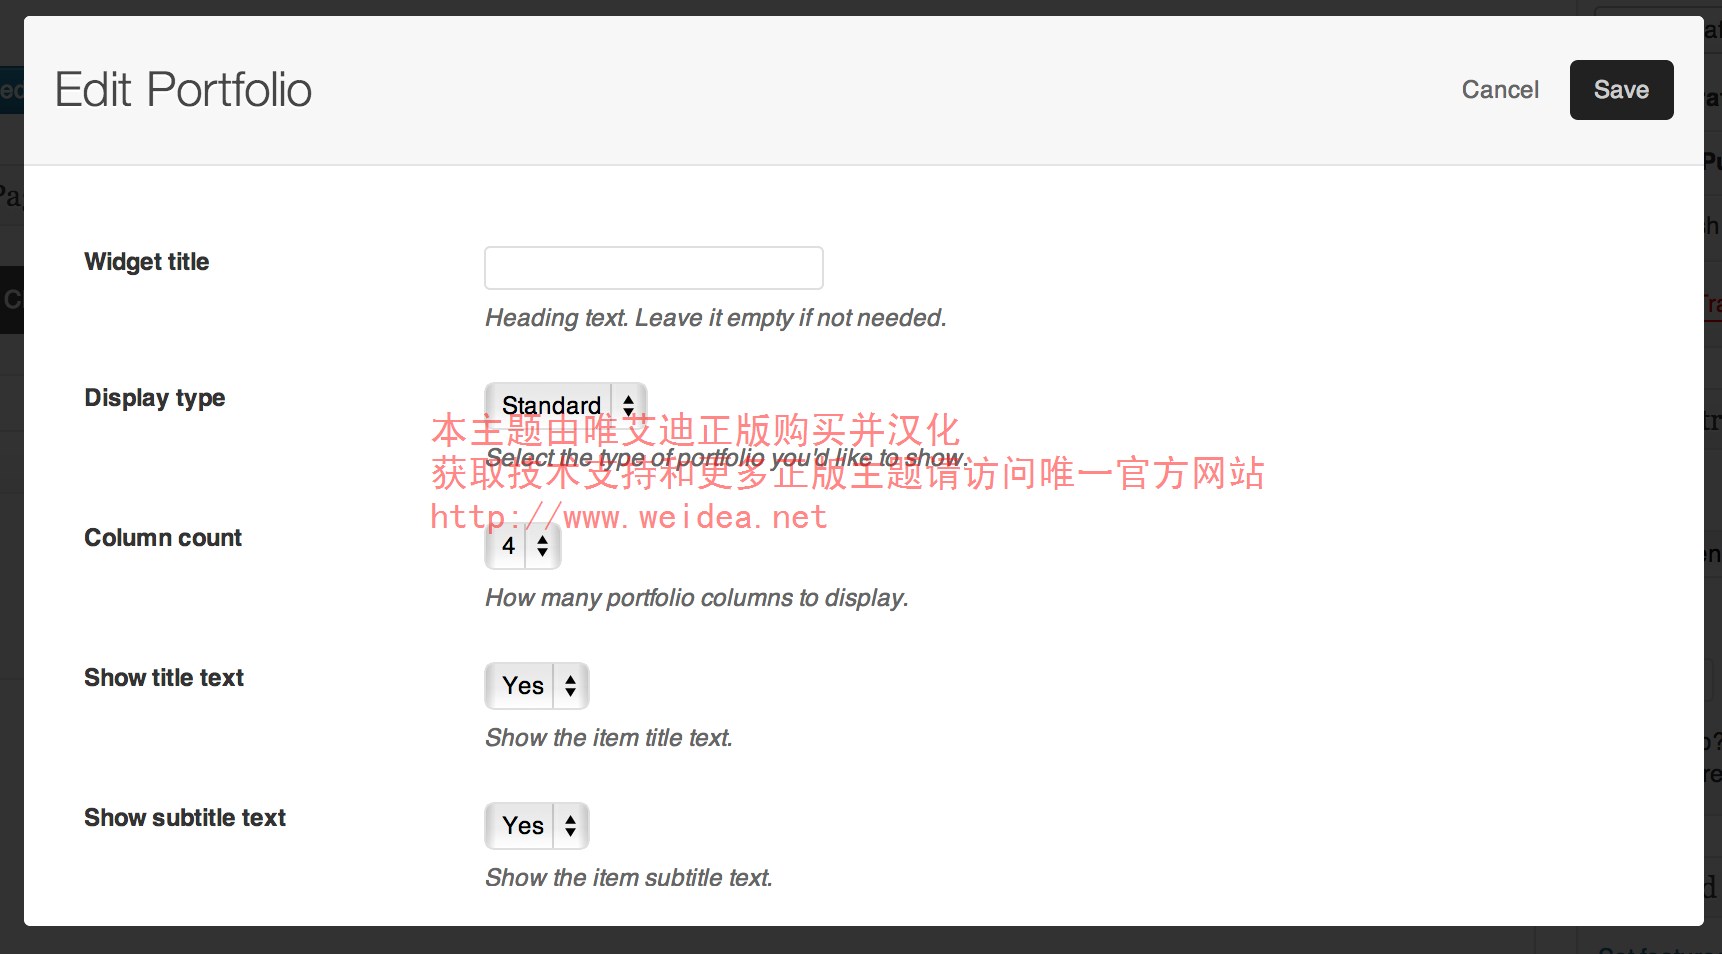 Edit Portfolio
Cancel
Save
Widget title
Heading text. Leave it empty if not needed.
Display type
Standard
本主题由唯艾迪正版购买并汉化
Select the type of portfolio you'd like to show.
获取技术支持和更多正版主题请访问唯一官方网站
http://www.weidea.net
Column count
4
How many portfolio columns to display.
Show title text
Yes
Show the item title text.
Show subtitle text
Yes
Show the item subtitle text.